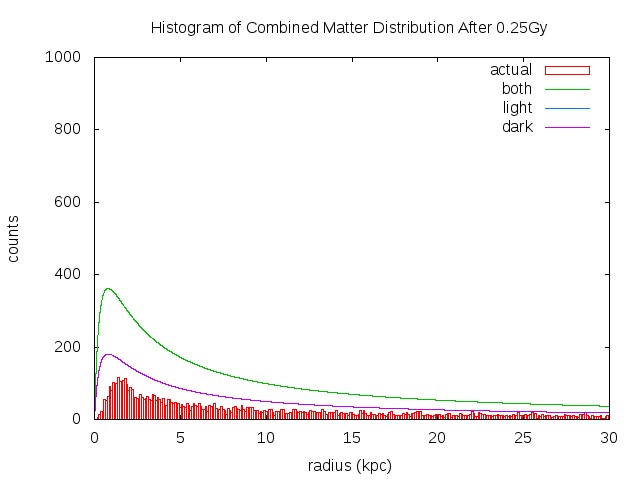 Histogram of Combined Matter Distribution After 0.25Gy
1000
800
600
400
200
0
counts
actual
both
light
dark
0 5 10 15 20 25 30
radius (kpc)